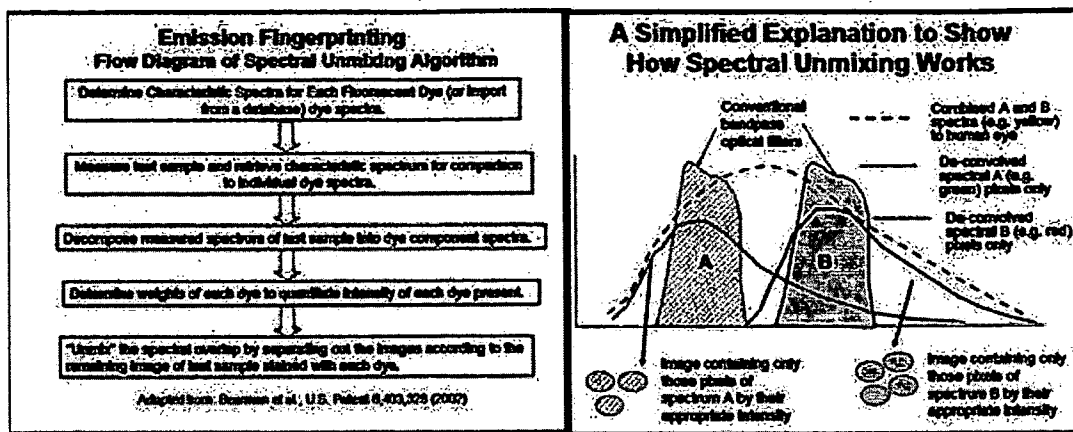 Emission Fingerprinting
Flow Diagram of Spectral Unmixing Algorithm
Determine Characteristic Spectra for Each Fluorescent Dye (or import
from a database) dye spectra.
Measure test sample and retrieve characteristic spectrum for comparison
to individual dye spectra.
Decompose measured spectrum of test sample into dye component spectra.
Determine weights of each dye to quantitate intensity of each dye present.
"Unmix" the spectral overlap by separating out the images according to the
remaining image of test sample stained with each dye.
Adapted from: et al., U.S. Patent 6,403,325 (2002)
A Simplified Explanation to Show
How Spectral Unmixing Works
Conventional
bandpass
optical filters
Combined A and B
spectra (e.g. yellow)
to human eye
De-convolved
spectral A (e.g.
green) pixels only
De-convolved
spectral B (e.g. red)
pixels only
A
B
Image containing only
those pixels of
spectrum A by their
appropriate intensity
Image containing only
those pixels of
spectrum B by their
appropriate intensity